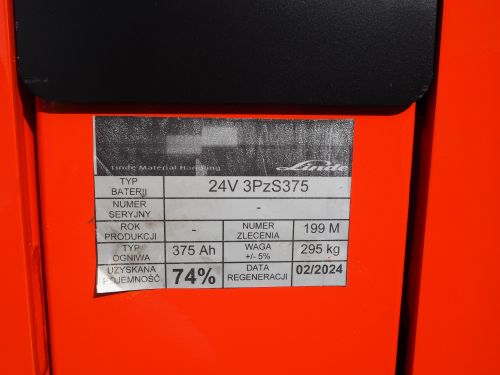 Linde Material Handling Linde
TYP BATERII 24V 3PzS375
NUMER SERYJNY -
ROK PRODUKCJI - NUMER ZLECENIA 199 M
TYP OGNIWA 375 Ah WAGA +/- 5% 295 kg
UZYSKANA POJEMNOŚĆ 74% DATA REGENERACJI 02/2024